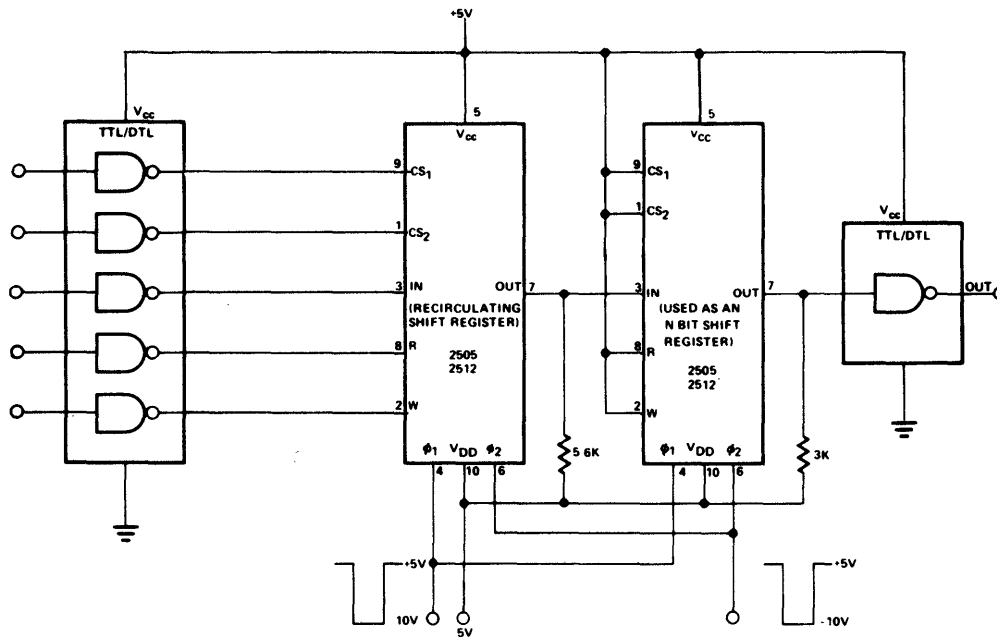 +5V
VCC
TTL/DTL
5
VCC
9 CS1
1 CS2
3 IN
OUT 7
(RECIRCULATING
SHIFT REGISTER)
8 R
2505
2512
2 W
ϕ1 VDD ϕ2
4 10 6
5 6K
5
VCC
9 CS1
1 CS2
3 IN
OUT 7
(USED AS AN
N BIT SHIFT
REGISTER)
8 R
2505
2512
2 W
ϕ1 VDD ϕ2
4 10 6
3K
VCC
TTL/DTL
OUT
+5V
10V
5V
+5V
-10V